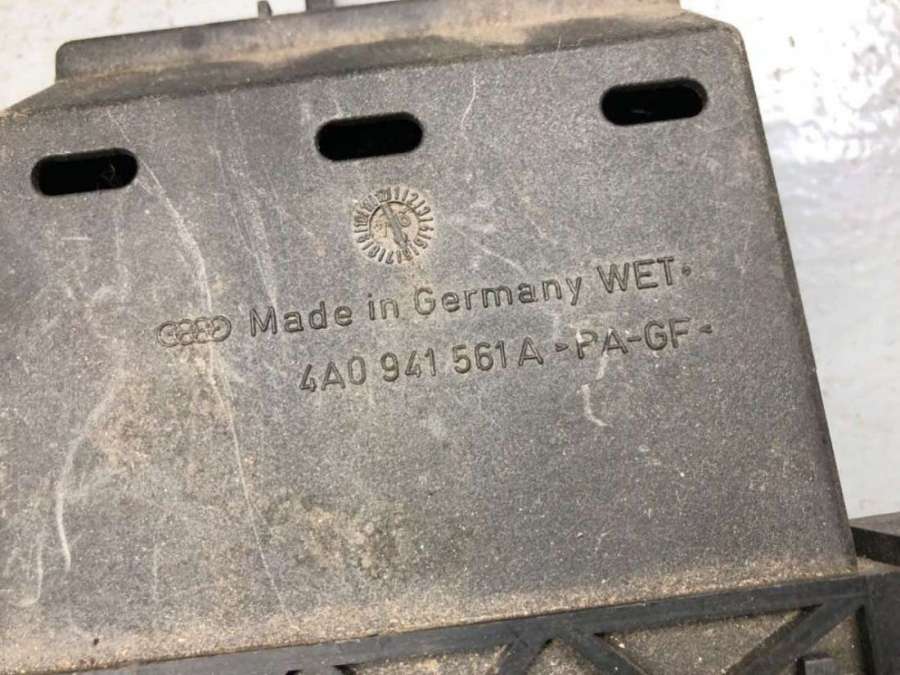 Made in Germany WET.
4A0 941 561 A >PA-GF<